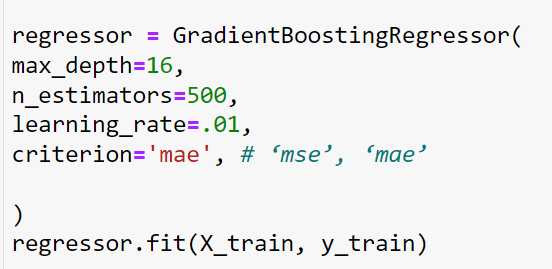 regressor = GradientBoostingRegressor(
max_depth=16,
n_estimators=500,
learning_rate=.01,
criterion='mae', # ‘mse’, ‘mae’
)
regressor.fit(X_train, y_train)